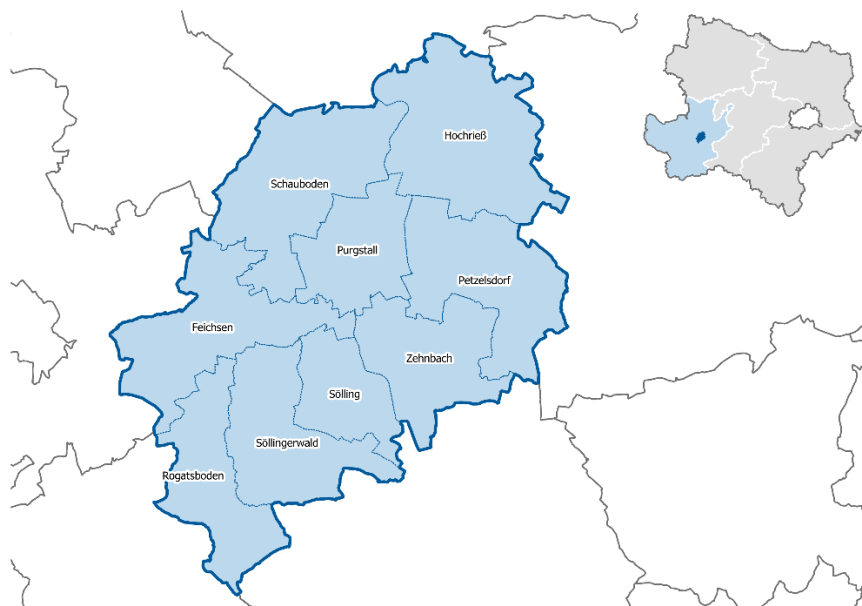 Hochrieß
Schauboden
Purgstall
Petzelsdorf
Feichsen
Zehnbach
Sölling
Söllingerwald
Rogatsboden